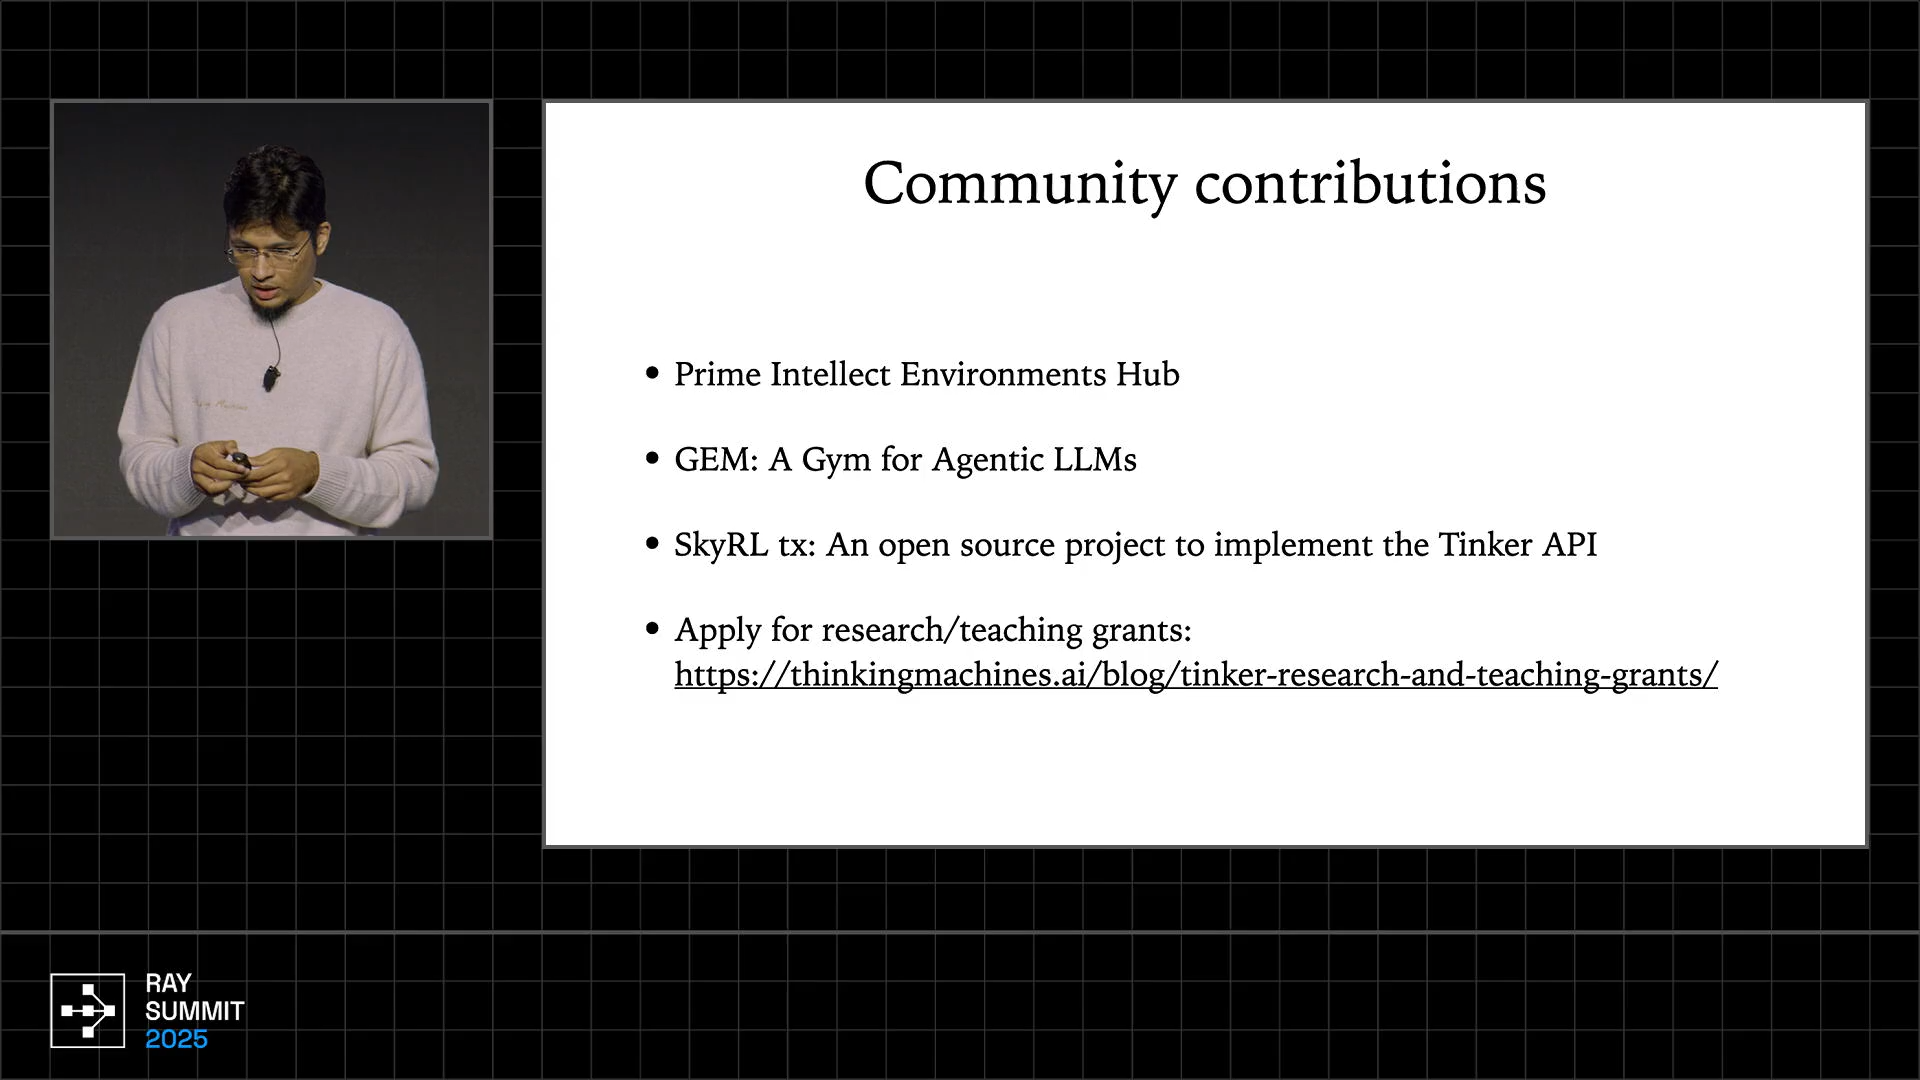 Community contributions
• Prime Intellect Environments Hub
• GEM: A Gym for Agentic LLMs
• SkyRL tx: An open source project to implement the Tinker API
• Apply for research/teaching grants:
https://thinkingmachines.ai/blog/tinker-research-and-teaching-grants/
RAY
SUMMIT
2025